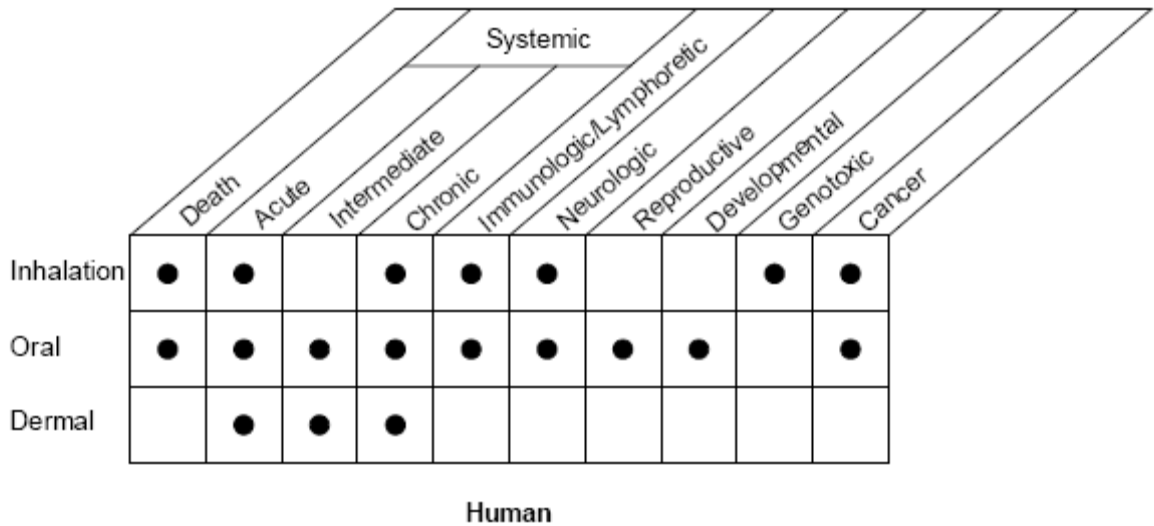 Systemic
Death
Acute
Intermediate
Chronic
Immunologic/Lymphoretic
Neurologic
Reproductive
Developmental
Genotoxic
Cancer
Inhalation
Oral
Dermal
Human